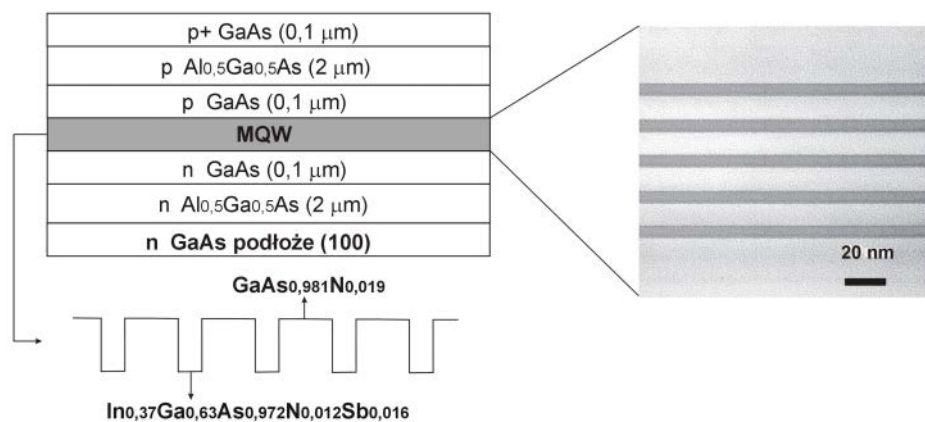 p+ GaAs (0,1 μm)
p Al0,5Ga0,5As (2 μm)
p GaAs (0,1 μm)
MQW
n GaAs (0,1 μm)
n Al0,5Ga0,5As (2 μm)
n GaAs podłoże (100)
20 nm
GaAs0,981N0,019
In0,37Ga0,63As0,972N0,012Sb0,016